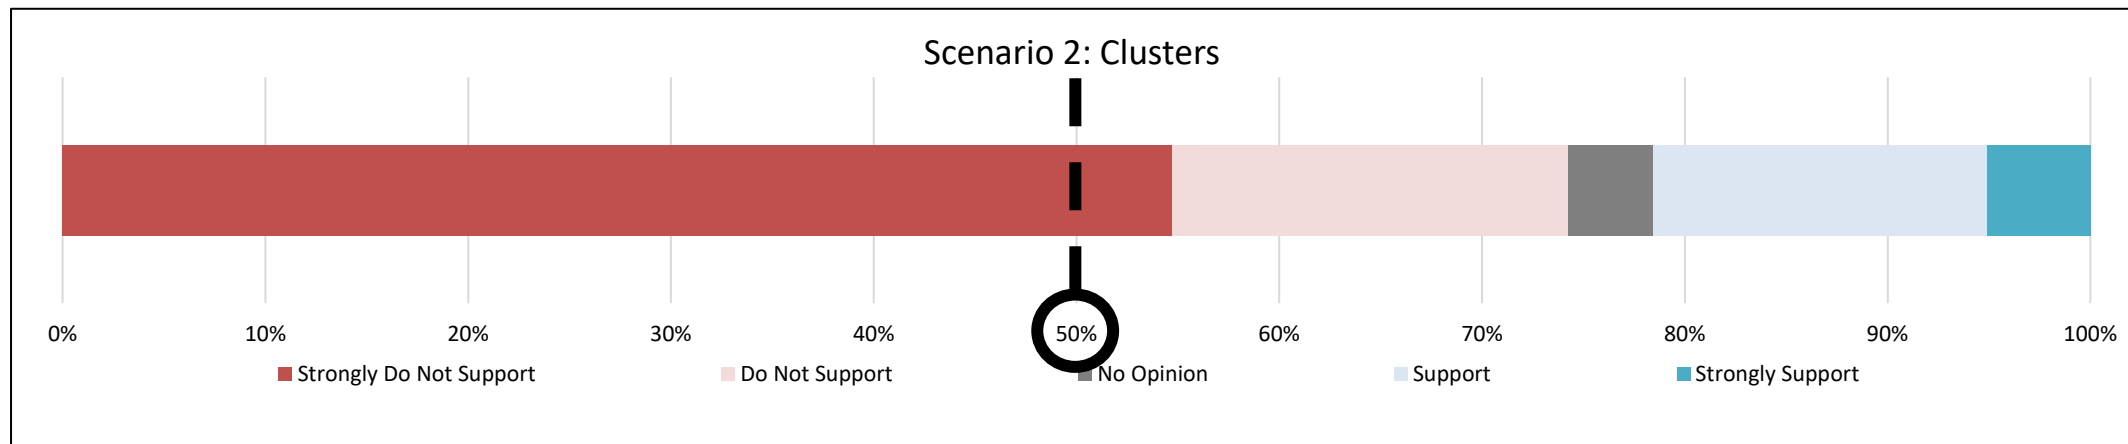 Scenario 2: Clusters
0% 10% 20% 30% 40% 50% 60% 70% 80% 90% 100%
Strongly Do Not Support Do Not Support No Opinion Support Strongly Support